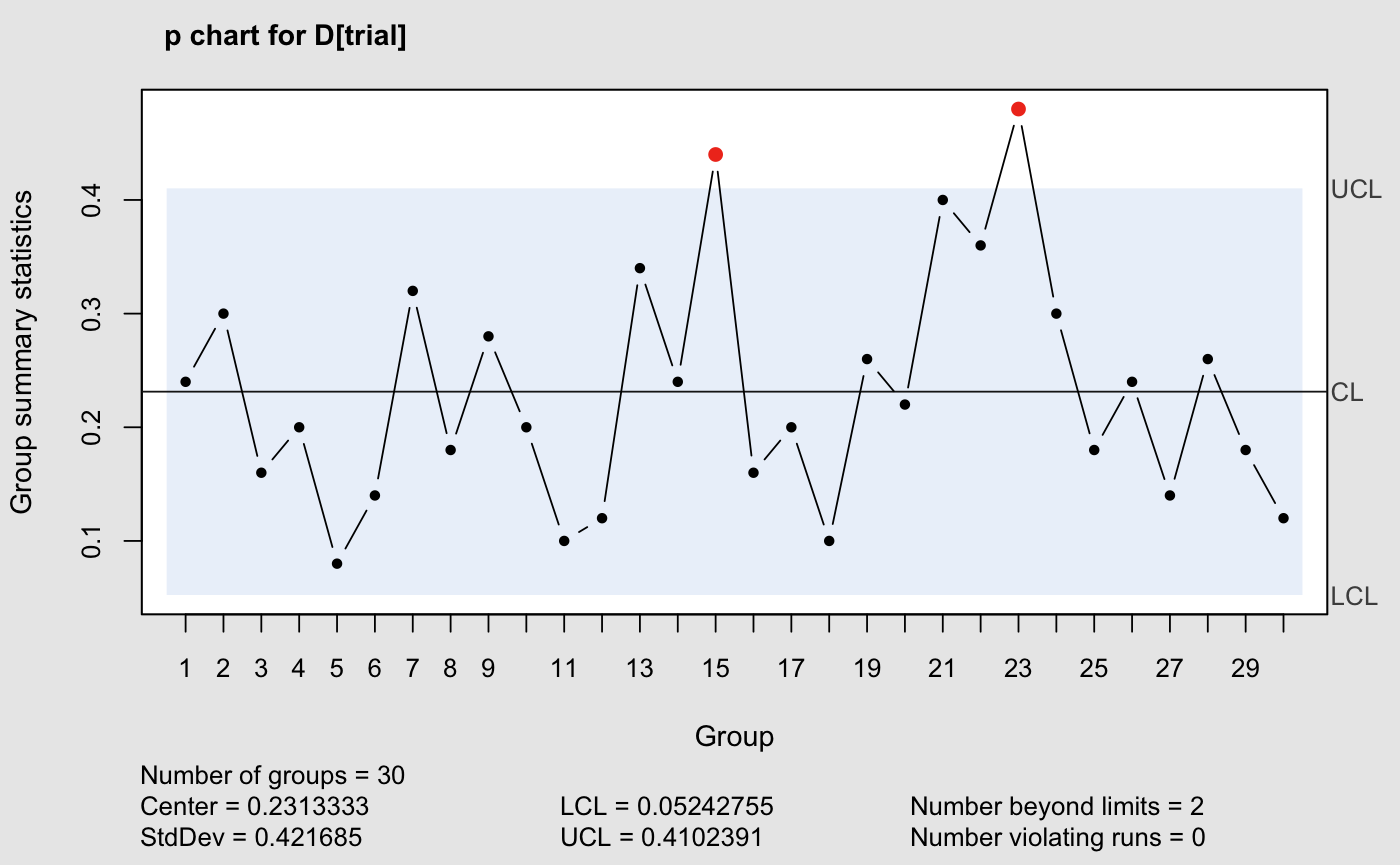 p chart for D[trial]
Group summary statistics
0.4
0.3
0.2
0.1
UCL
CL
LCL
1 2 3 4 5 6 7 8 9 11 13 15 17 19 21 23 25 27 29
Group
Number of groups = 30
Center = 0.2313333 LCL = 0.05242755 Number beyond limits = 2
StdDev = 0.421685 UCL = 0.4102391 Number violating runs = 0